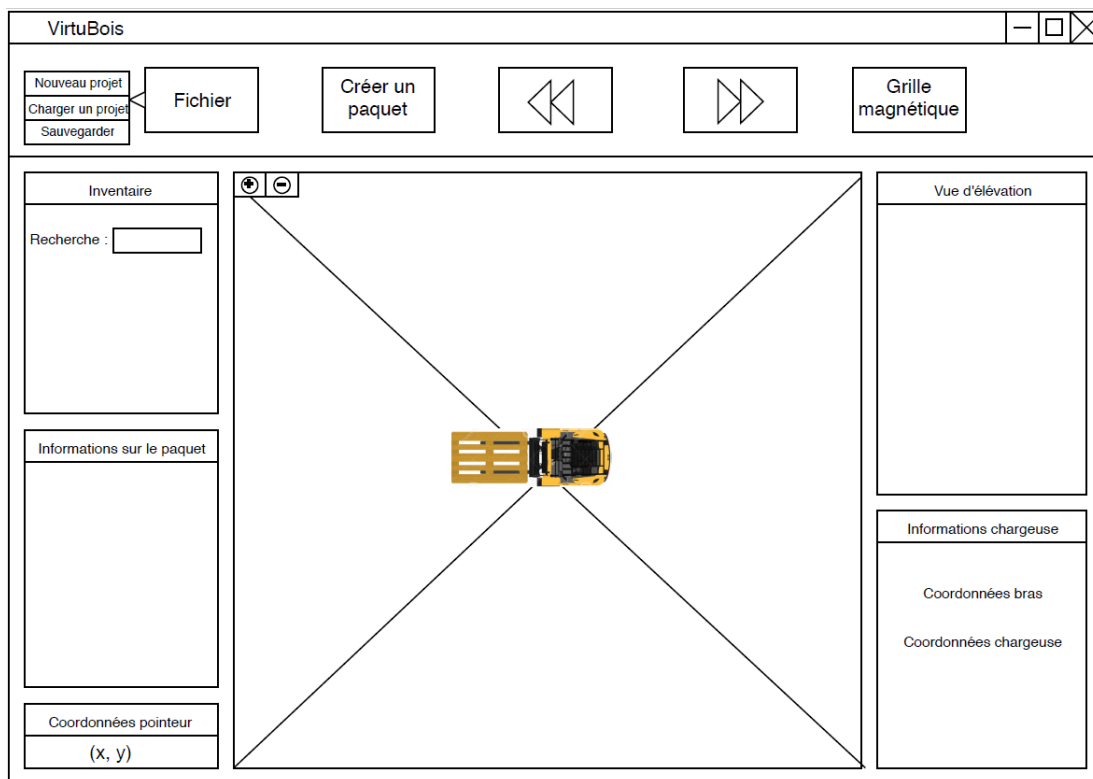 VirtuBois
Nouveau projet
Charger un projet
Sauvegarder
Fichier
Créer un
paquet
Grille
magnétique
Inventaire
Recherche :
Informations sur le paquet
Coordonnées pointeur
(x, y)
Vue d'élévation
Informations chargeuse
Coordonnées bras
Coordonnées chargeuse